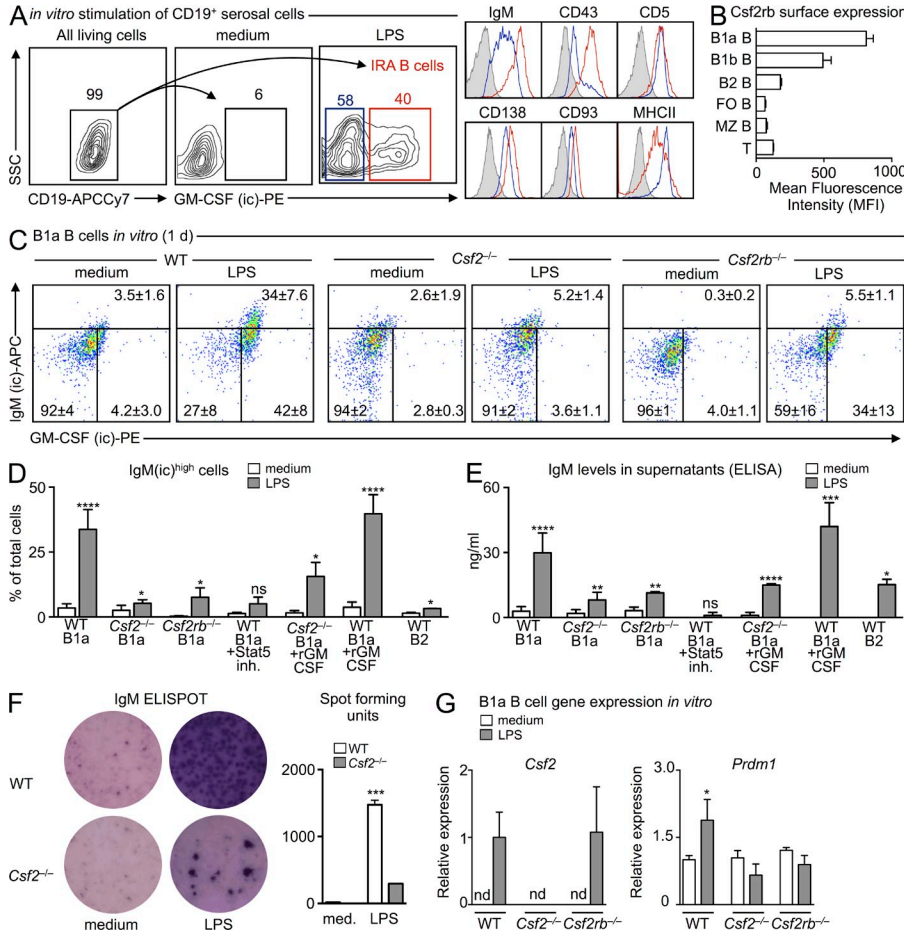 A in vitro stimulation of CD19+ serosal cells
All living cells
medium
LPS
IRA B cells
99
6
58
40
SSC
CD19-APCCy7
GM-CSF (ic)-PE
IgM
CD43
CD5
CD138
CD93
MHCII
B Csf2rb surface expression
B1a B
B1b B
B2 B
FO B
MZ B
T
0 500 1000
Mean Fluorescence
Intensity (MFI)
C B1a B cells in vitro (1 d)
WT
Csf2–/–
Csf2rb–/–
medium
LPS
medium
LPS
medium
LPS
3.5±1.6
34±7.6
2.6±1.9
5.2±1.4
0.3±0.2
5.5±1.1
92±4
4.2±3.0
27±8
42±8
94±2
2.8±0.3
91±2
3.6±1.1
96±1
4.0±1.1
59±16
34±13
IgM (ic)-APC
GM-CSF (ic)-PE
D IgM(ic)high cells
medium
LPS
% of total cells
50
25
0
****
*
*
ns
*
****
*
WT
B1a
Csf2–/–
B1a
Csf2rb–/–
B1a
WT
B1a
+Stat5
inh.
Csf2–/–
B1a
+rGM
CSF
WT
B1a
+rGM
CSF
WT
B2
E IgM levels in supernatants (ELISA)
medium
LPS
ng/ml
60
30
0
****
**
**
ns
****
***
*
WT
B1a
Csf2–/–
B1a
Csf2rb–/–
B1a
WT
B1a
+Stat5
inh.
Csf2–/–
B1a
+rGM
CSF
WT
B1a
+rGM
CSF
WT
B2
F IgM ELISPOT
WT
Csf2–/–
medium
LPS
Spot forming
units
WT
Csf2–/–
2000
1000
0
***
med. LPS
G B1a B cell gene expression in vitro
medium
LPS
Csf2
Relative expression
2
1
0
nd
nd
nd
WT Csf2–/– Csf2rb–/–
Prdm1
Relative expression
3.0
1.5
0
*
WT Csf2–/– Csf2rb–/–